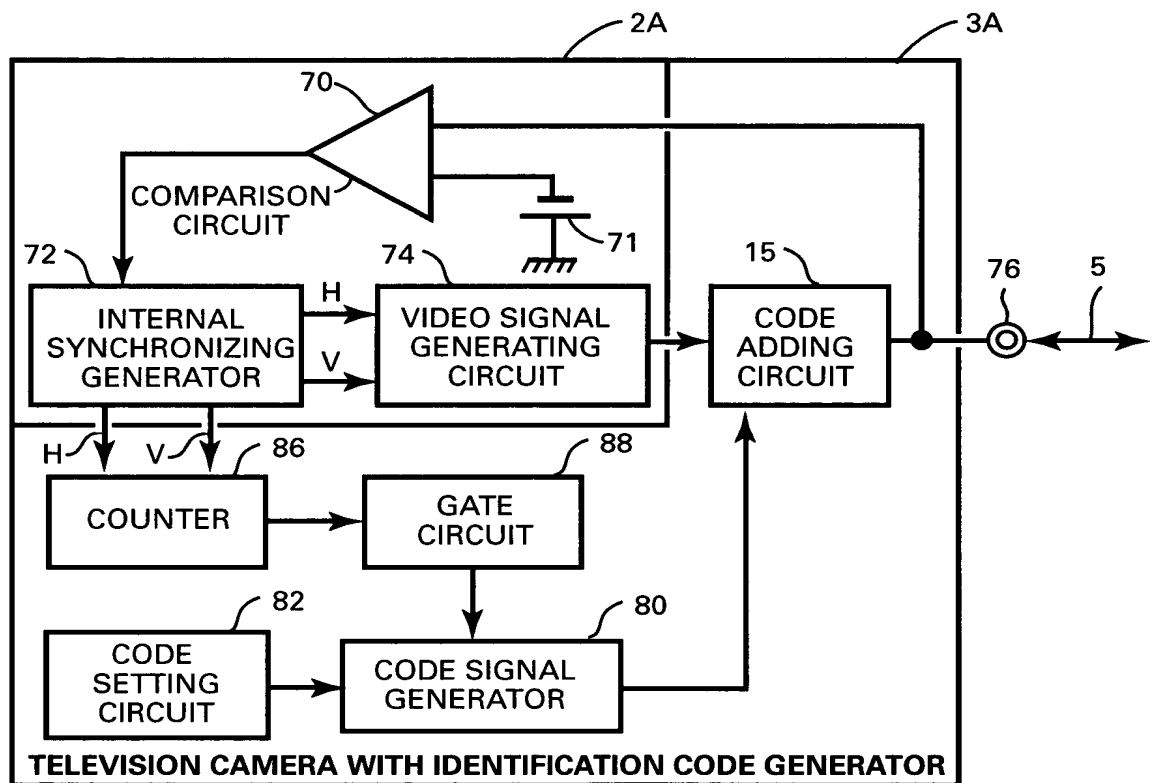 2A
3A
70
COMPARISON
CIRCUIT
71
72
INTERNAL
SYNCHRONIZING
GENERATOR
H
V
74
VIDEO SIGNAL
GENERATING
CIRCUIT
15
CODE
ADDING
CIRCUIT
76
5
H
V
86
COUNTER
88
GATE
CIRCUIT
82
CODE
SETTING
CIRCUIT
80
CODE SIGNAL
GENERATOR
TELEVISION CAMERA WITH IDENTIFICATION CODE GENERATOR